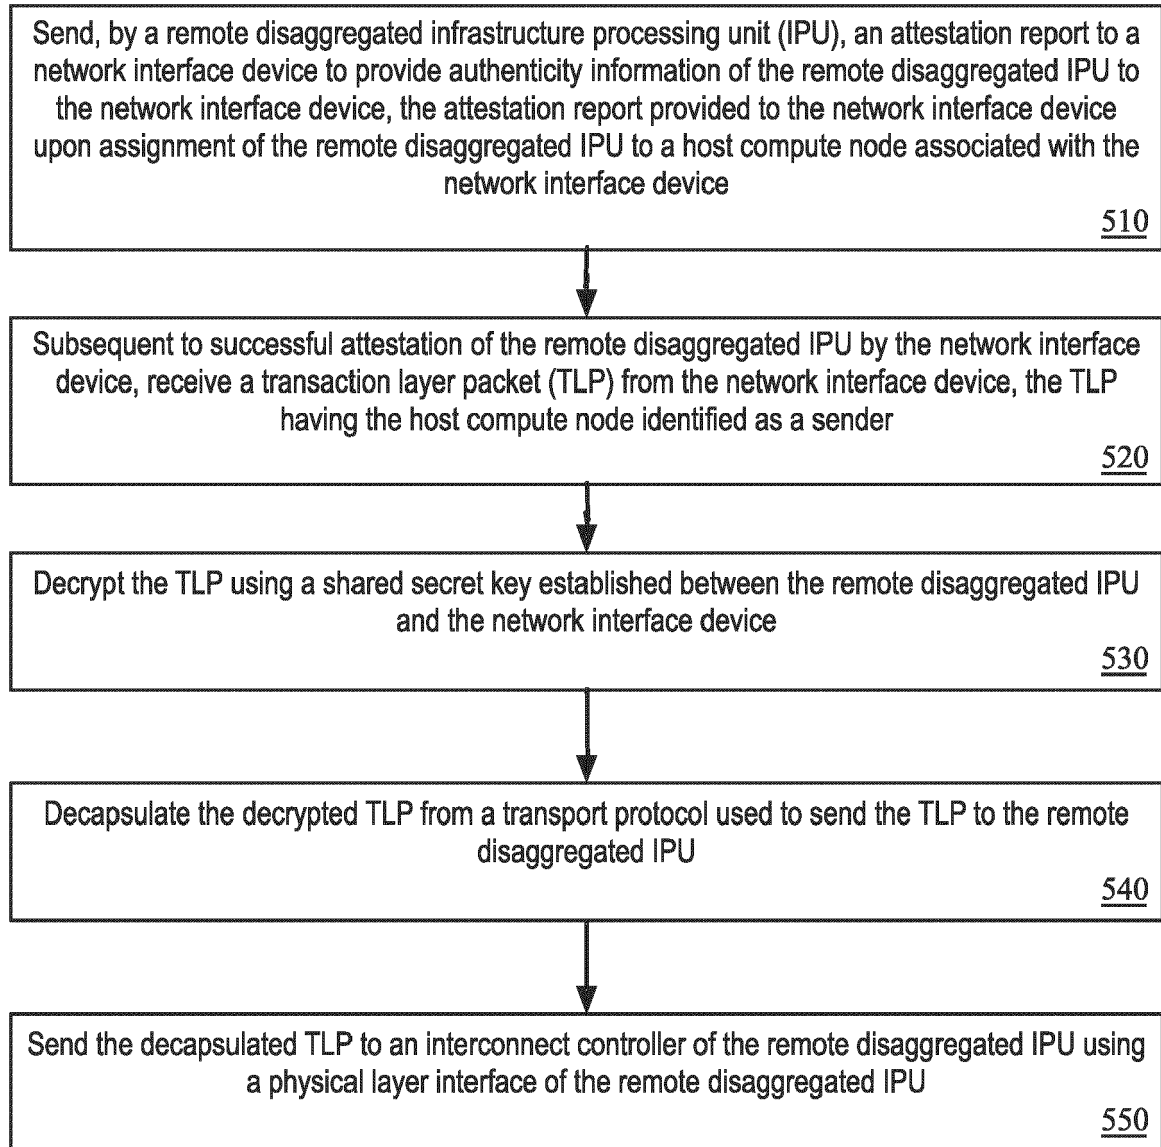 Send, by a remote disaggregated infrastructure processing unit (IPU), an attestation report to a
network interface device to provide authenticity information of the remote disaggregated IPU to
the network interface device, the attestation report provided to the network interface device
upon assignment of the remote disaggregated IPU to a host compute node associated with the
network interface device
510
Subsequent to successful attestation of the remote disaggregated IPU by the network interface
device, receive a transaction layer packet (TLP) from the network interface device, the TLP
having the host compute node identified as a sender
520
Decrypt the TLP using a shared secret key established between the remote disaggregated IPU
and the network interface device
530
Decapsulate the decrypted TLP from a transport protocol used to send the TLP to the remote
disaggregated IPU
540
Send the decapsulated TLP to an interconnect controller of the remote disaggregated IPU using
a physical layer interface of the remote disaggregated IPU
550